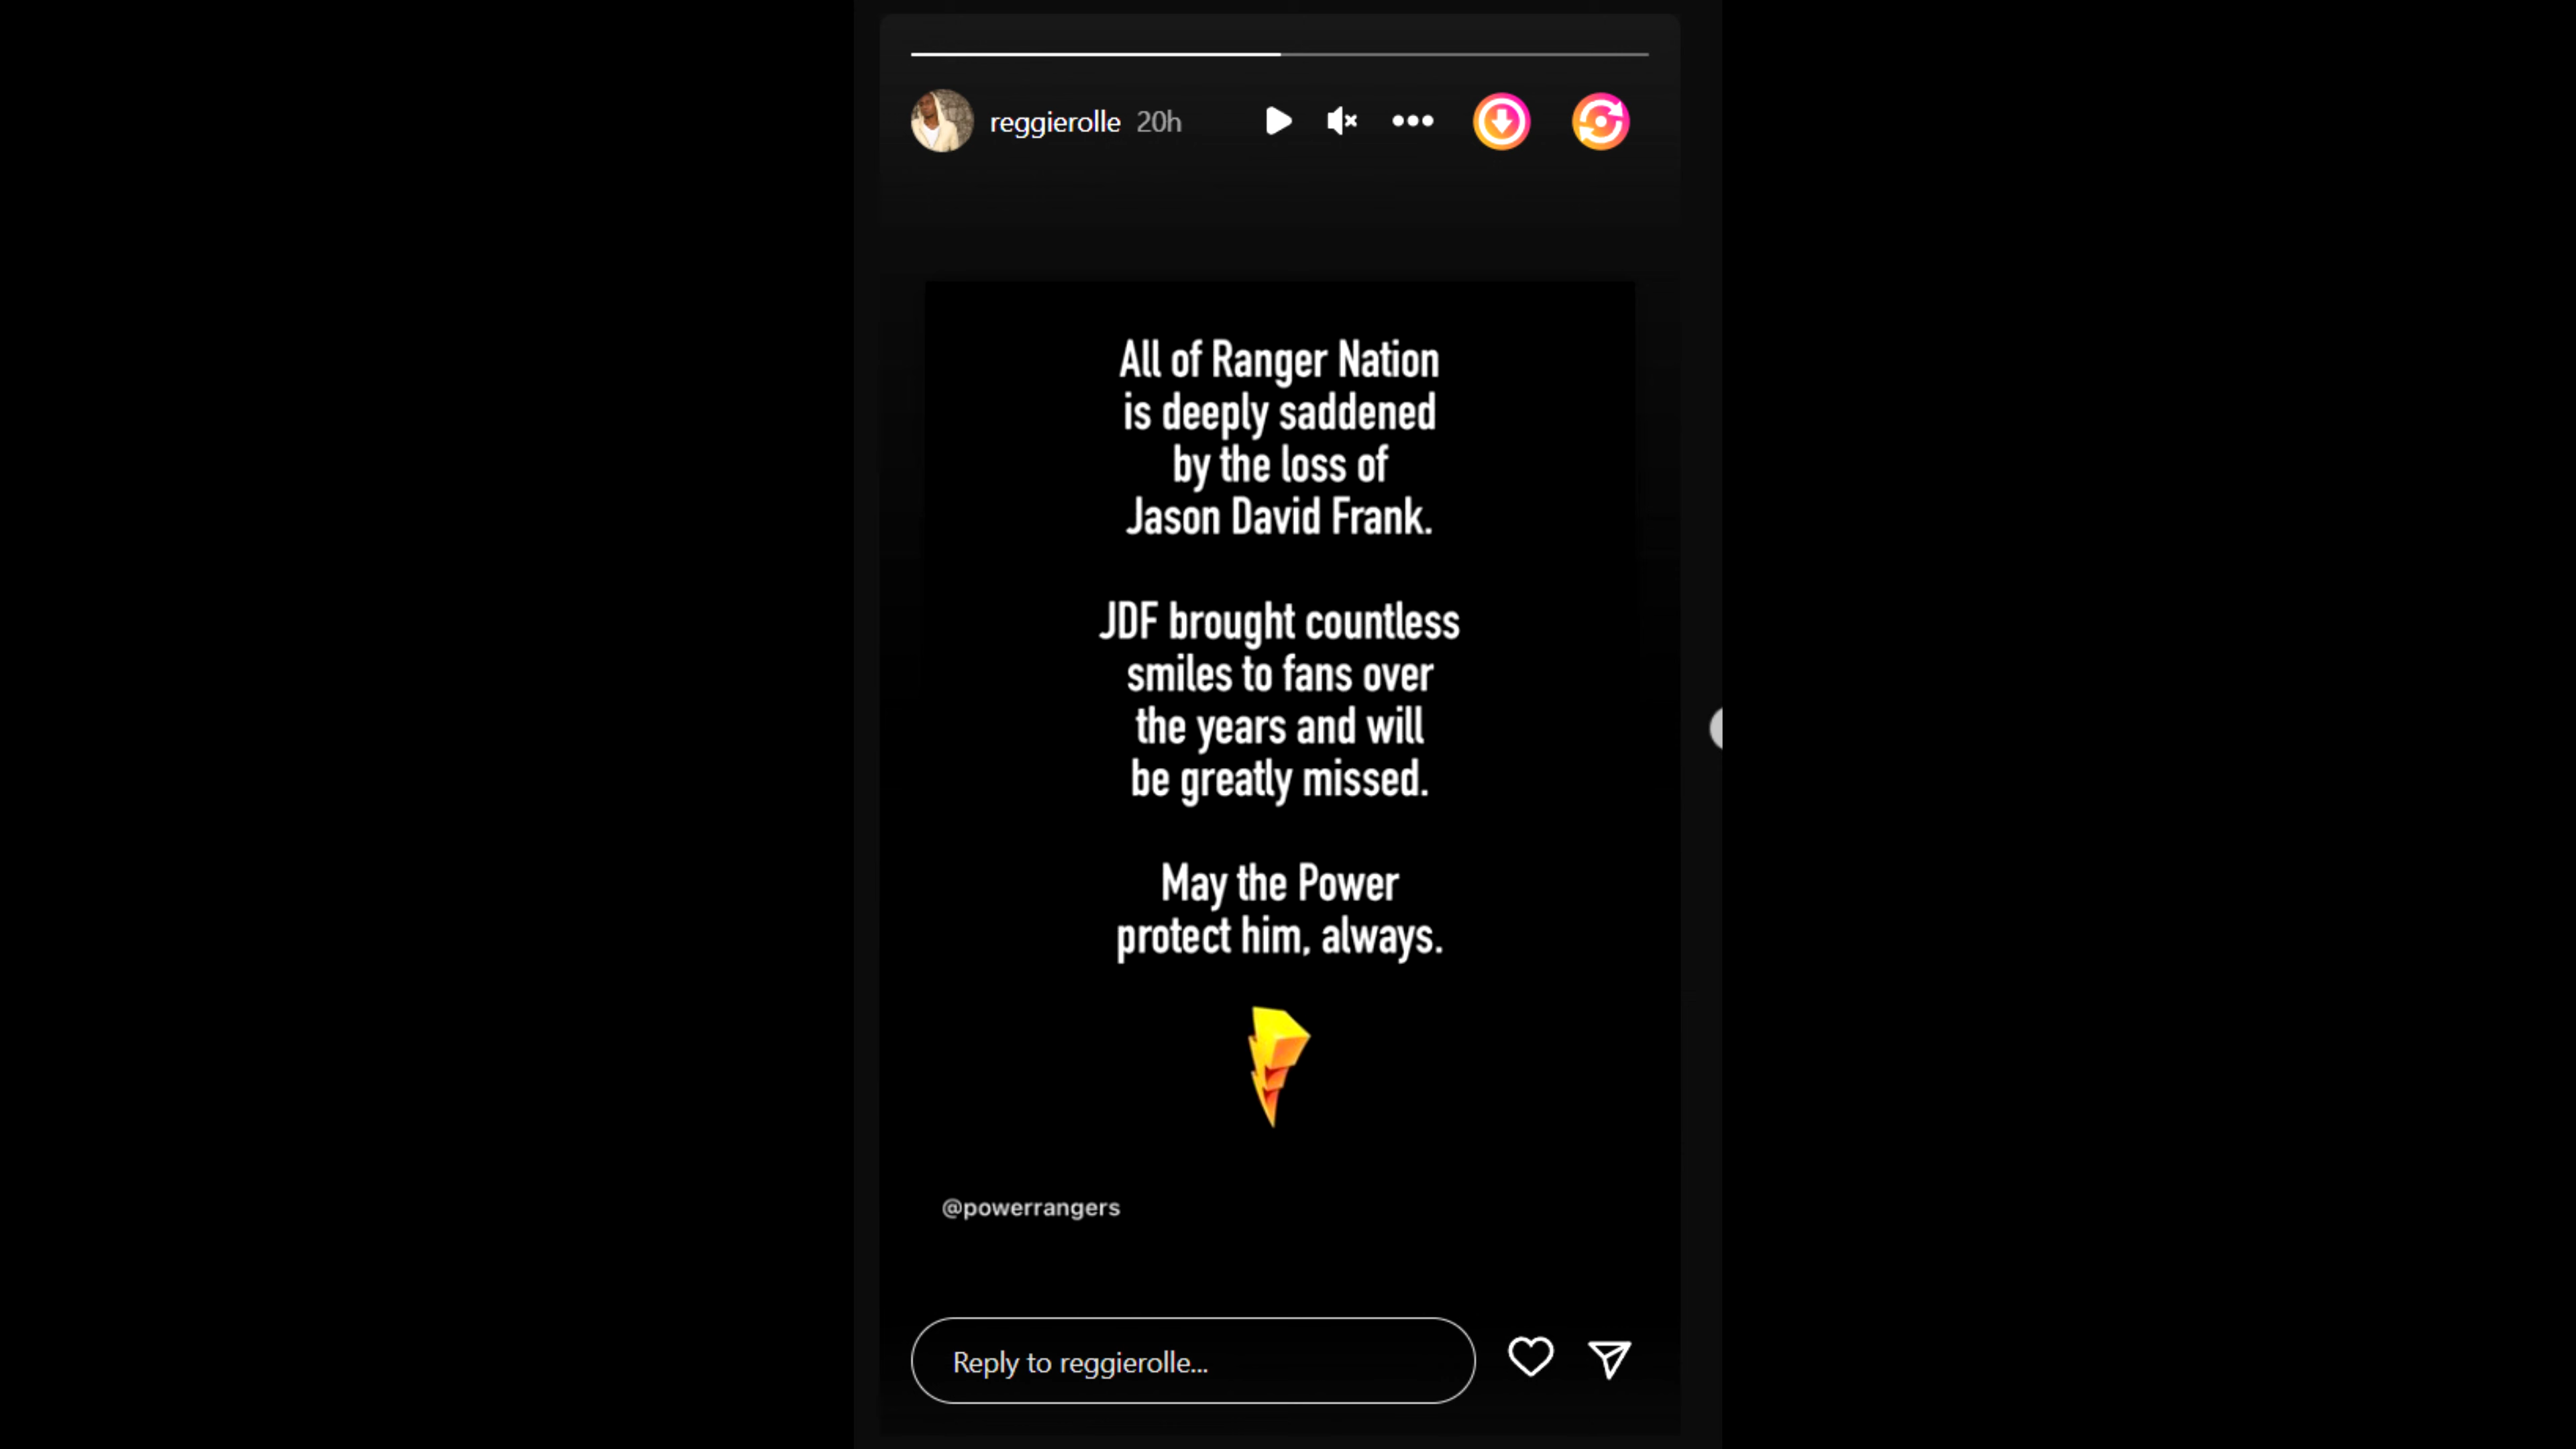 reggierolle 20h
All of Ranger Nation
is deeply saddened
by the loss of
Jason David Frank.
JDF brought countless
smiles to fans over
the years and will
be greatly missed.
May the Power
protect him, always.
@powerrangers
Reply to reggierolle...